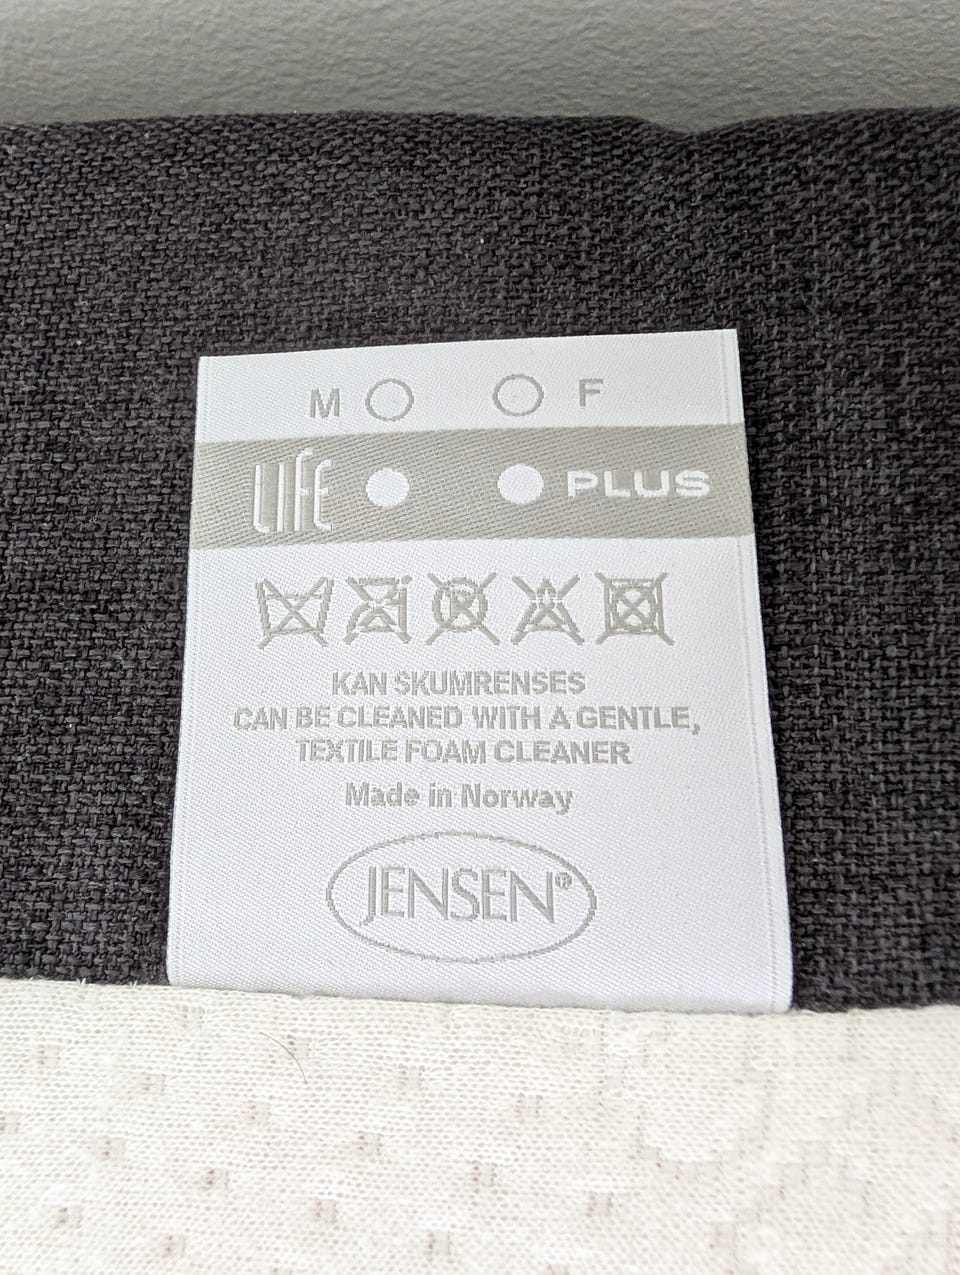 M F
LIFE PLUS
KAN SKUMRENSES
CAN BE CLEANED WITH A GENTLE,
TEXTILE FOAM CLEANER
Made in Norway
JENSEN®